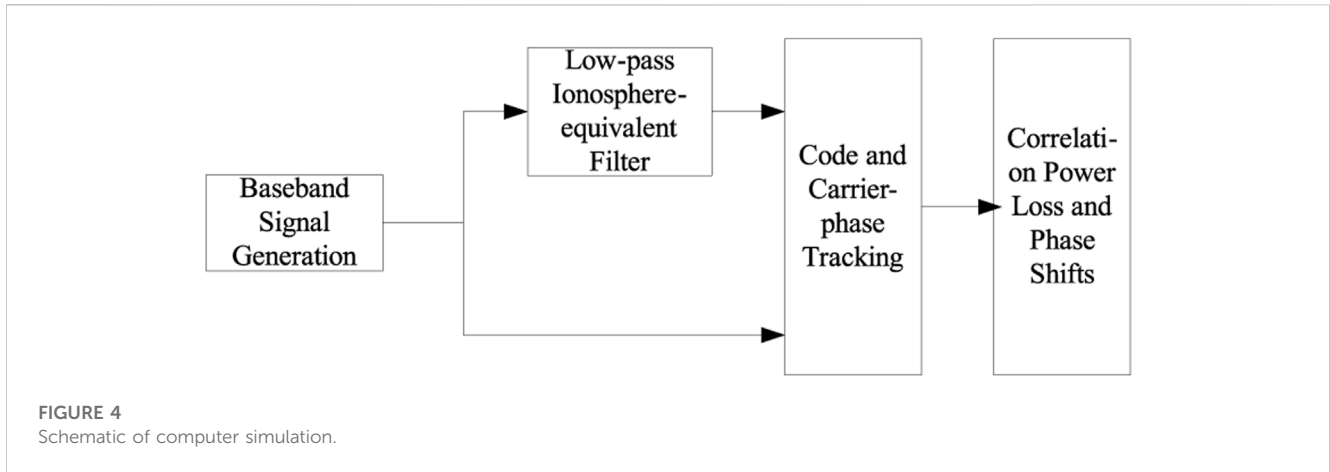 Low-pass
Ionosphere-
equivalent
Filter
Baseband
Signal
Generation
Code and
Carrier-
phase
Tracking
Correlati-
on Power
Loss and
Phase
Shifts
FIGURE 4
Schematic of computer simulation.